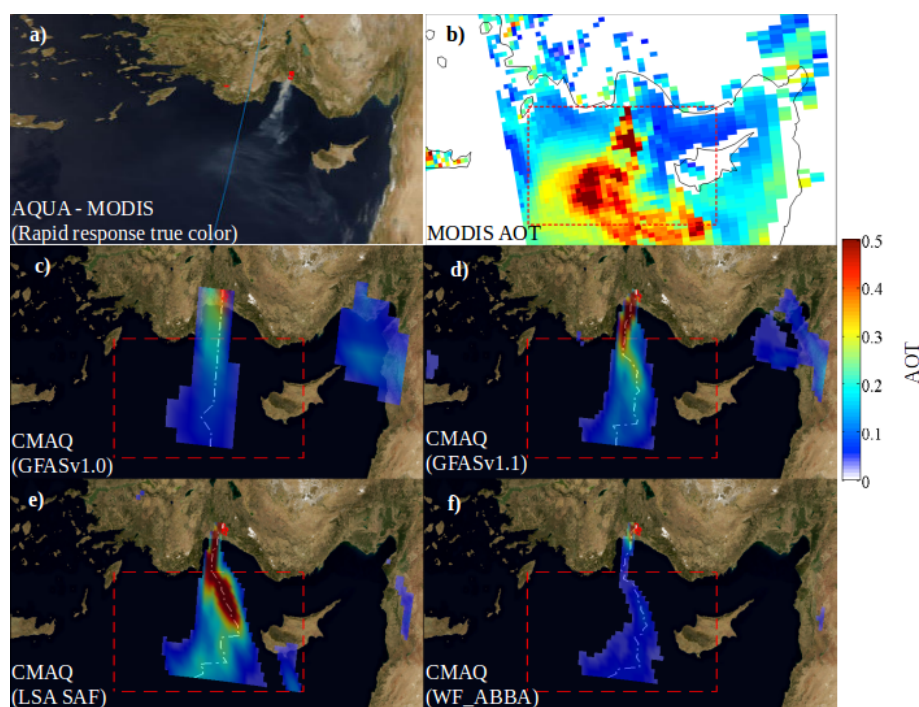 a)
AQUA - MODIS
(Rapid response true color)
b)
MODIS AOT
c)
CMAQ
(GFASv1.0)
d)
CMAQ
(GFASv1.1)
0.5
0.4
0.3
0.2
0.1
0
AOT
e)
CMAQ
(LSA SAF)
f)
CMAQ
(WF_ABBA)